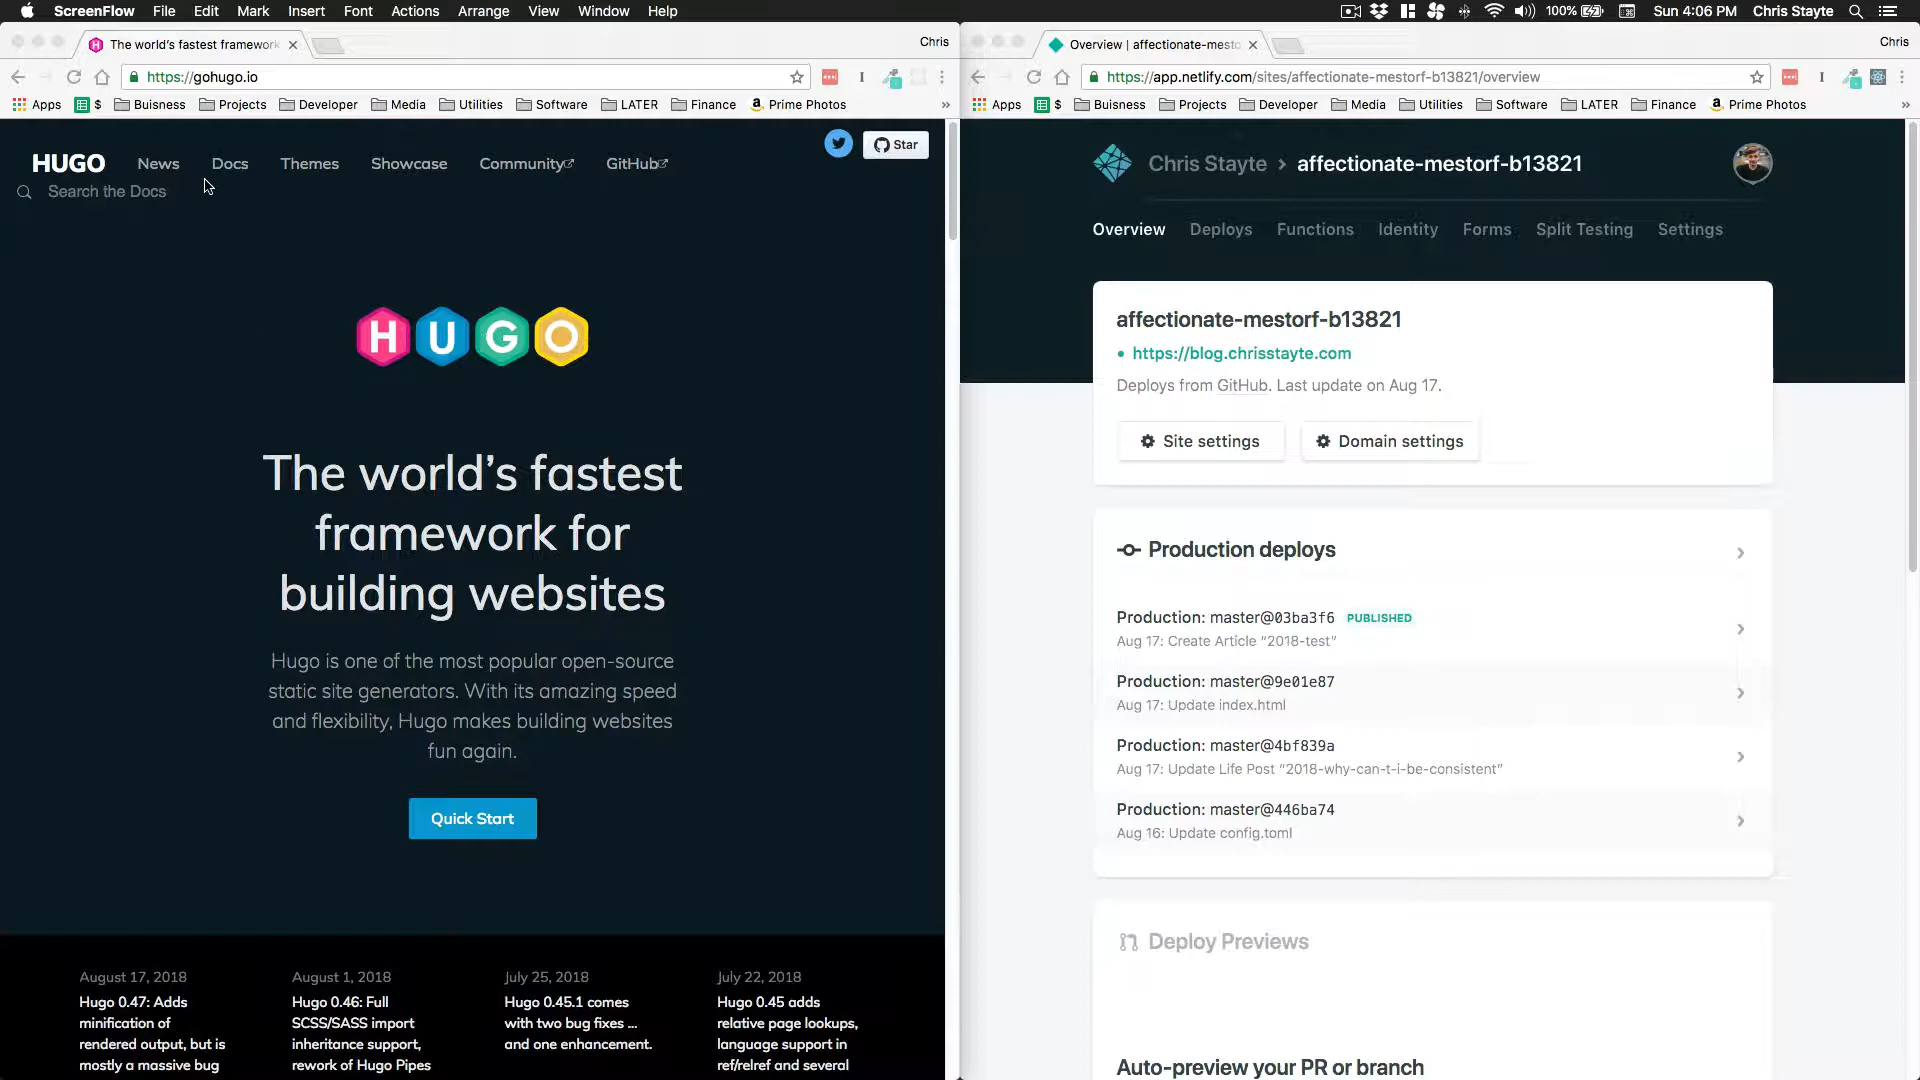 ScreenFlow File Edit Mark Insert Font Actions Arrange View Window Help 100% Sun 4:06 PM Chris Stayte
The world's fastest framework
Chris
https://gohugo.io
Apps $ Buisness Projects Developer Media Utilities Software LATER Finance Prime Photos »
HUGO News Docs Themes Showcase Community GitHub
Star
Search the Docs
HUGO
The world's fastest
framework for
building websites
Hugo is one of the most popular open-source
static site generators. With its amazing speed
and flexibility, Hugo makes building websites
fun again.
Quick Start
August 17, 2018
Hugo 0.47: Adds
minification of
rendered output, but is
mostly a massive bug
August 1, 2018
Hugo 0.46: Full
SCSS/SASS import
inheritance support,
rework of Hugo Pipes
July 25, 2018
Hugo 0.45.1 comes
with two bug fixes ...
and one enhancement.
July 22, 2018
Hugo 0.45 adds
relative page lookups,
language support in
ref/relref and several
Overview | affectionate-mesto
Chris
https://app.netlify.com/sites/affectionate-mestorf-b13821/overview
Apps $ Buisness Projects Developer Media Utilities Software LATER Finance Prime Photos »
Chris Stayte > affectionate-mestorf-b13821
Overview Deploys Functions Identity Forms Split Testing Settings
affectionate-mestorf-b13821
• https://blog.chrisstayte.com
Deploys from GitHub. Last update on Aug 17.
Site settings Domain settings
Production deploys
Production: master@03ba3f6 PUBLISHED
Aug 17: Create Article “2018-test”
Production: master@9e01e87
Aug 17: Update index.html
Production: master@4bf839a
Aug 17: Update Life Post “2018-why-can-t-i-be-consistent”
Production: master@446ba74
Aug 16: Update config.toml
Deploy Previews
Auto-preview your PR or branch